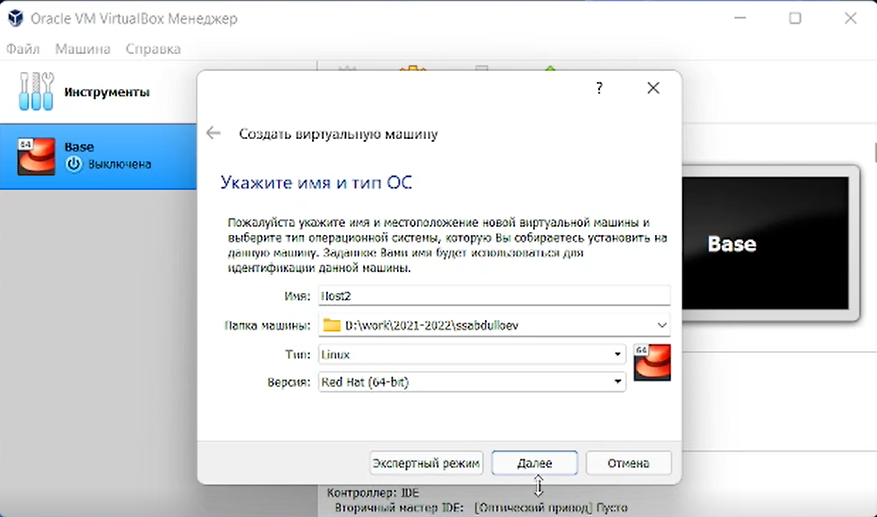 Oracle VM VirtualBox Менеджер
Файл Машина Справка
Инструменты
64
Base
Выключена
?
Создать виртуальную машину
Укажите имя и тип ОС
Пожалуйста укажите имя и местоположение новой виртуальной машины и
выберите тип операционной системы, которую Вы собираетесь установить на
данную машину. Заданное Вами имя будет использоваться для
идентификации данной машины.
Имя: Host2
Папка машины: D:\work\2021-2022\ssabdulloev
Тип: Linux
64
Версия: Red Hat (64-bit)
Экспертный режим Далее Отмена
Base
Контроллер: IDE
Вторичный мастер IDE: [Оптический привод] Пусто